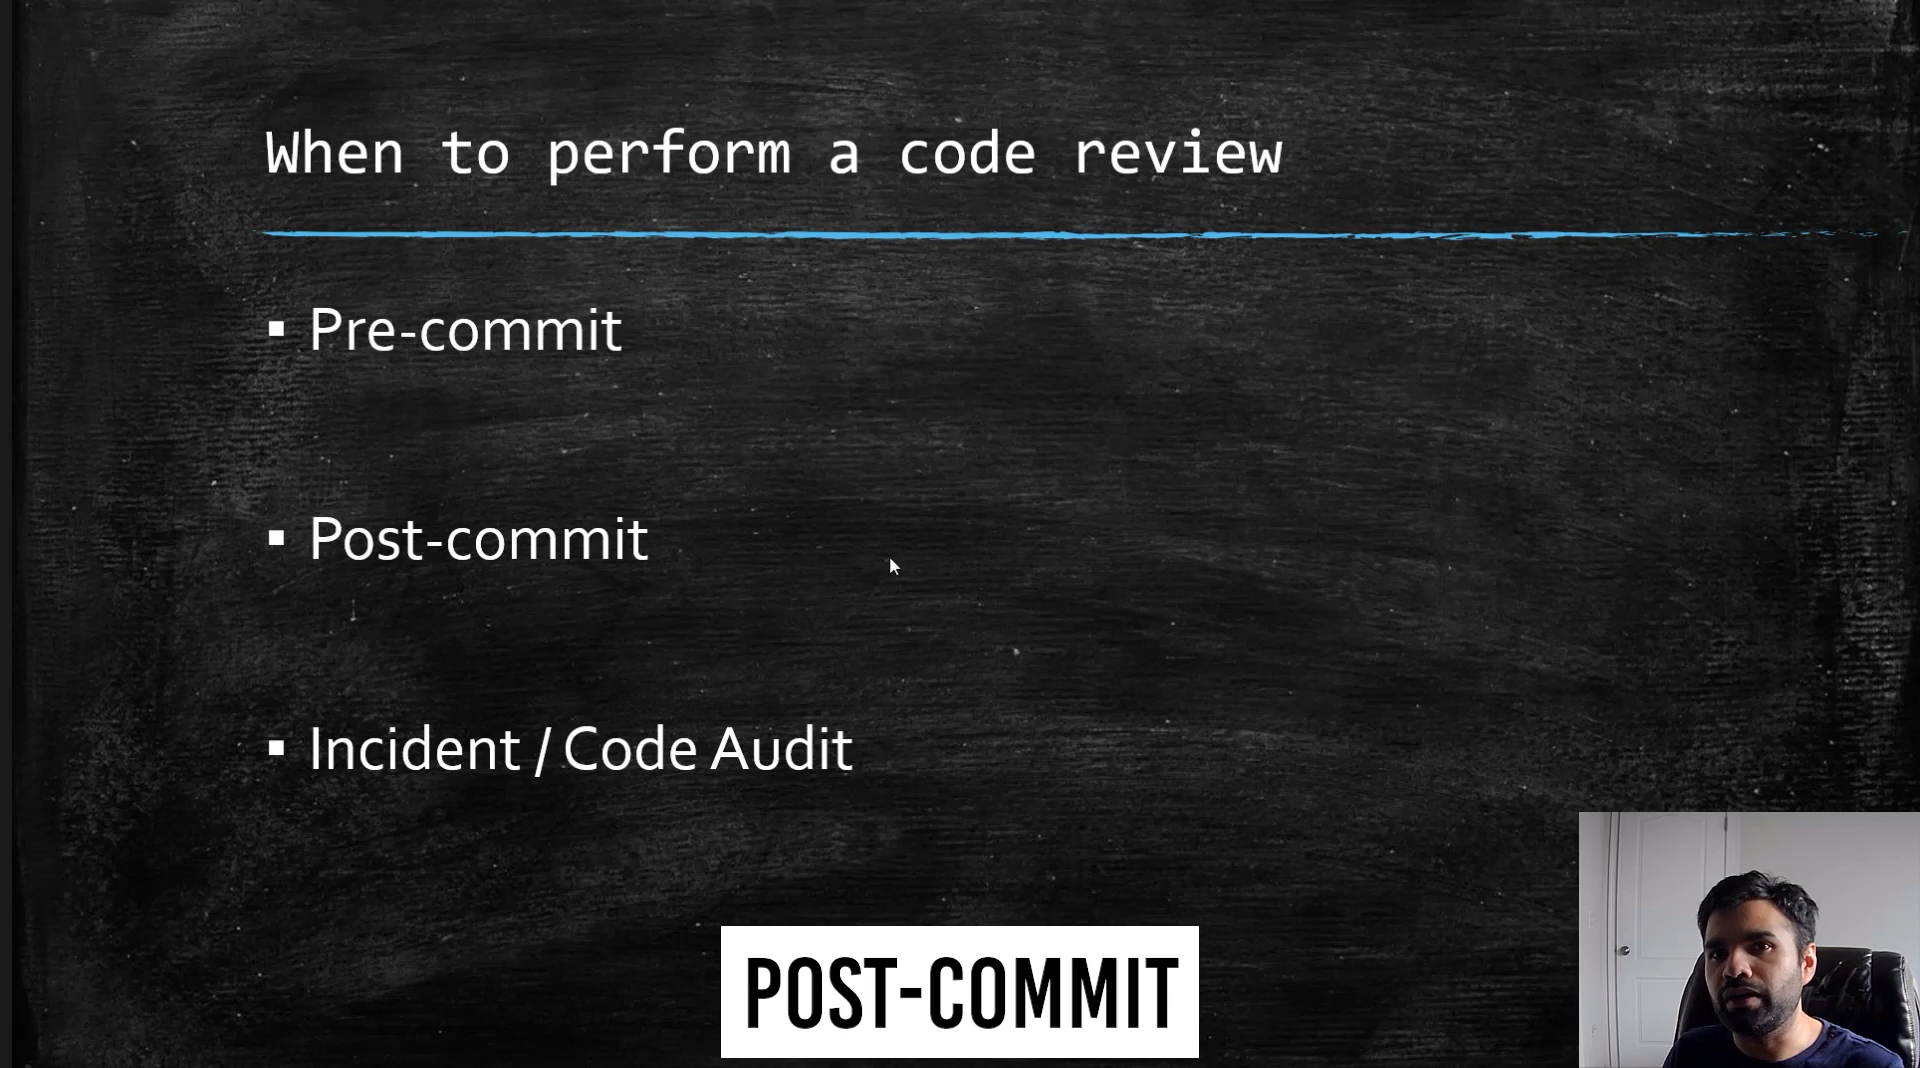 When to perform a code review
Pre-commit
Post-commit
Incident / Code Audit
POST-COMMIT